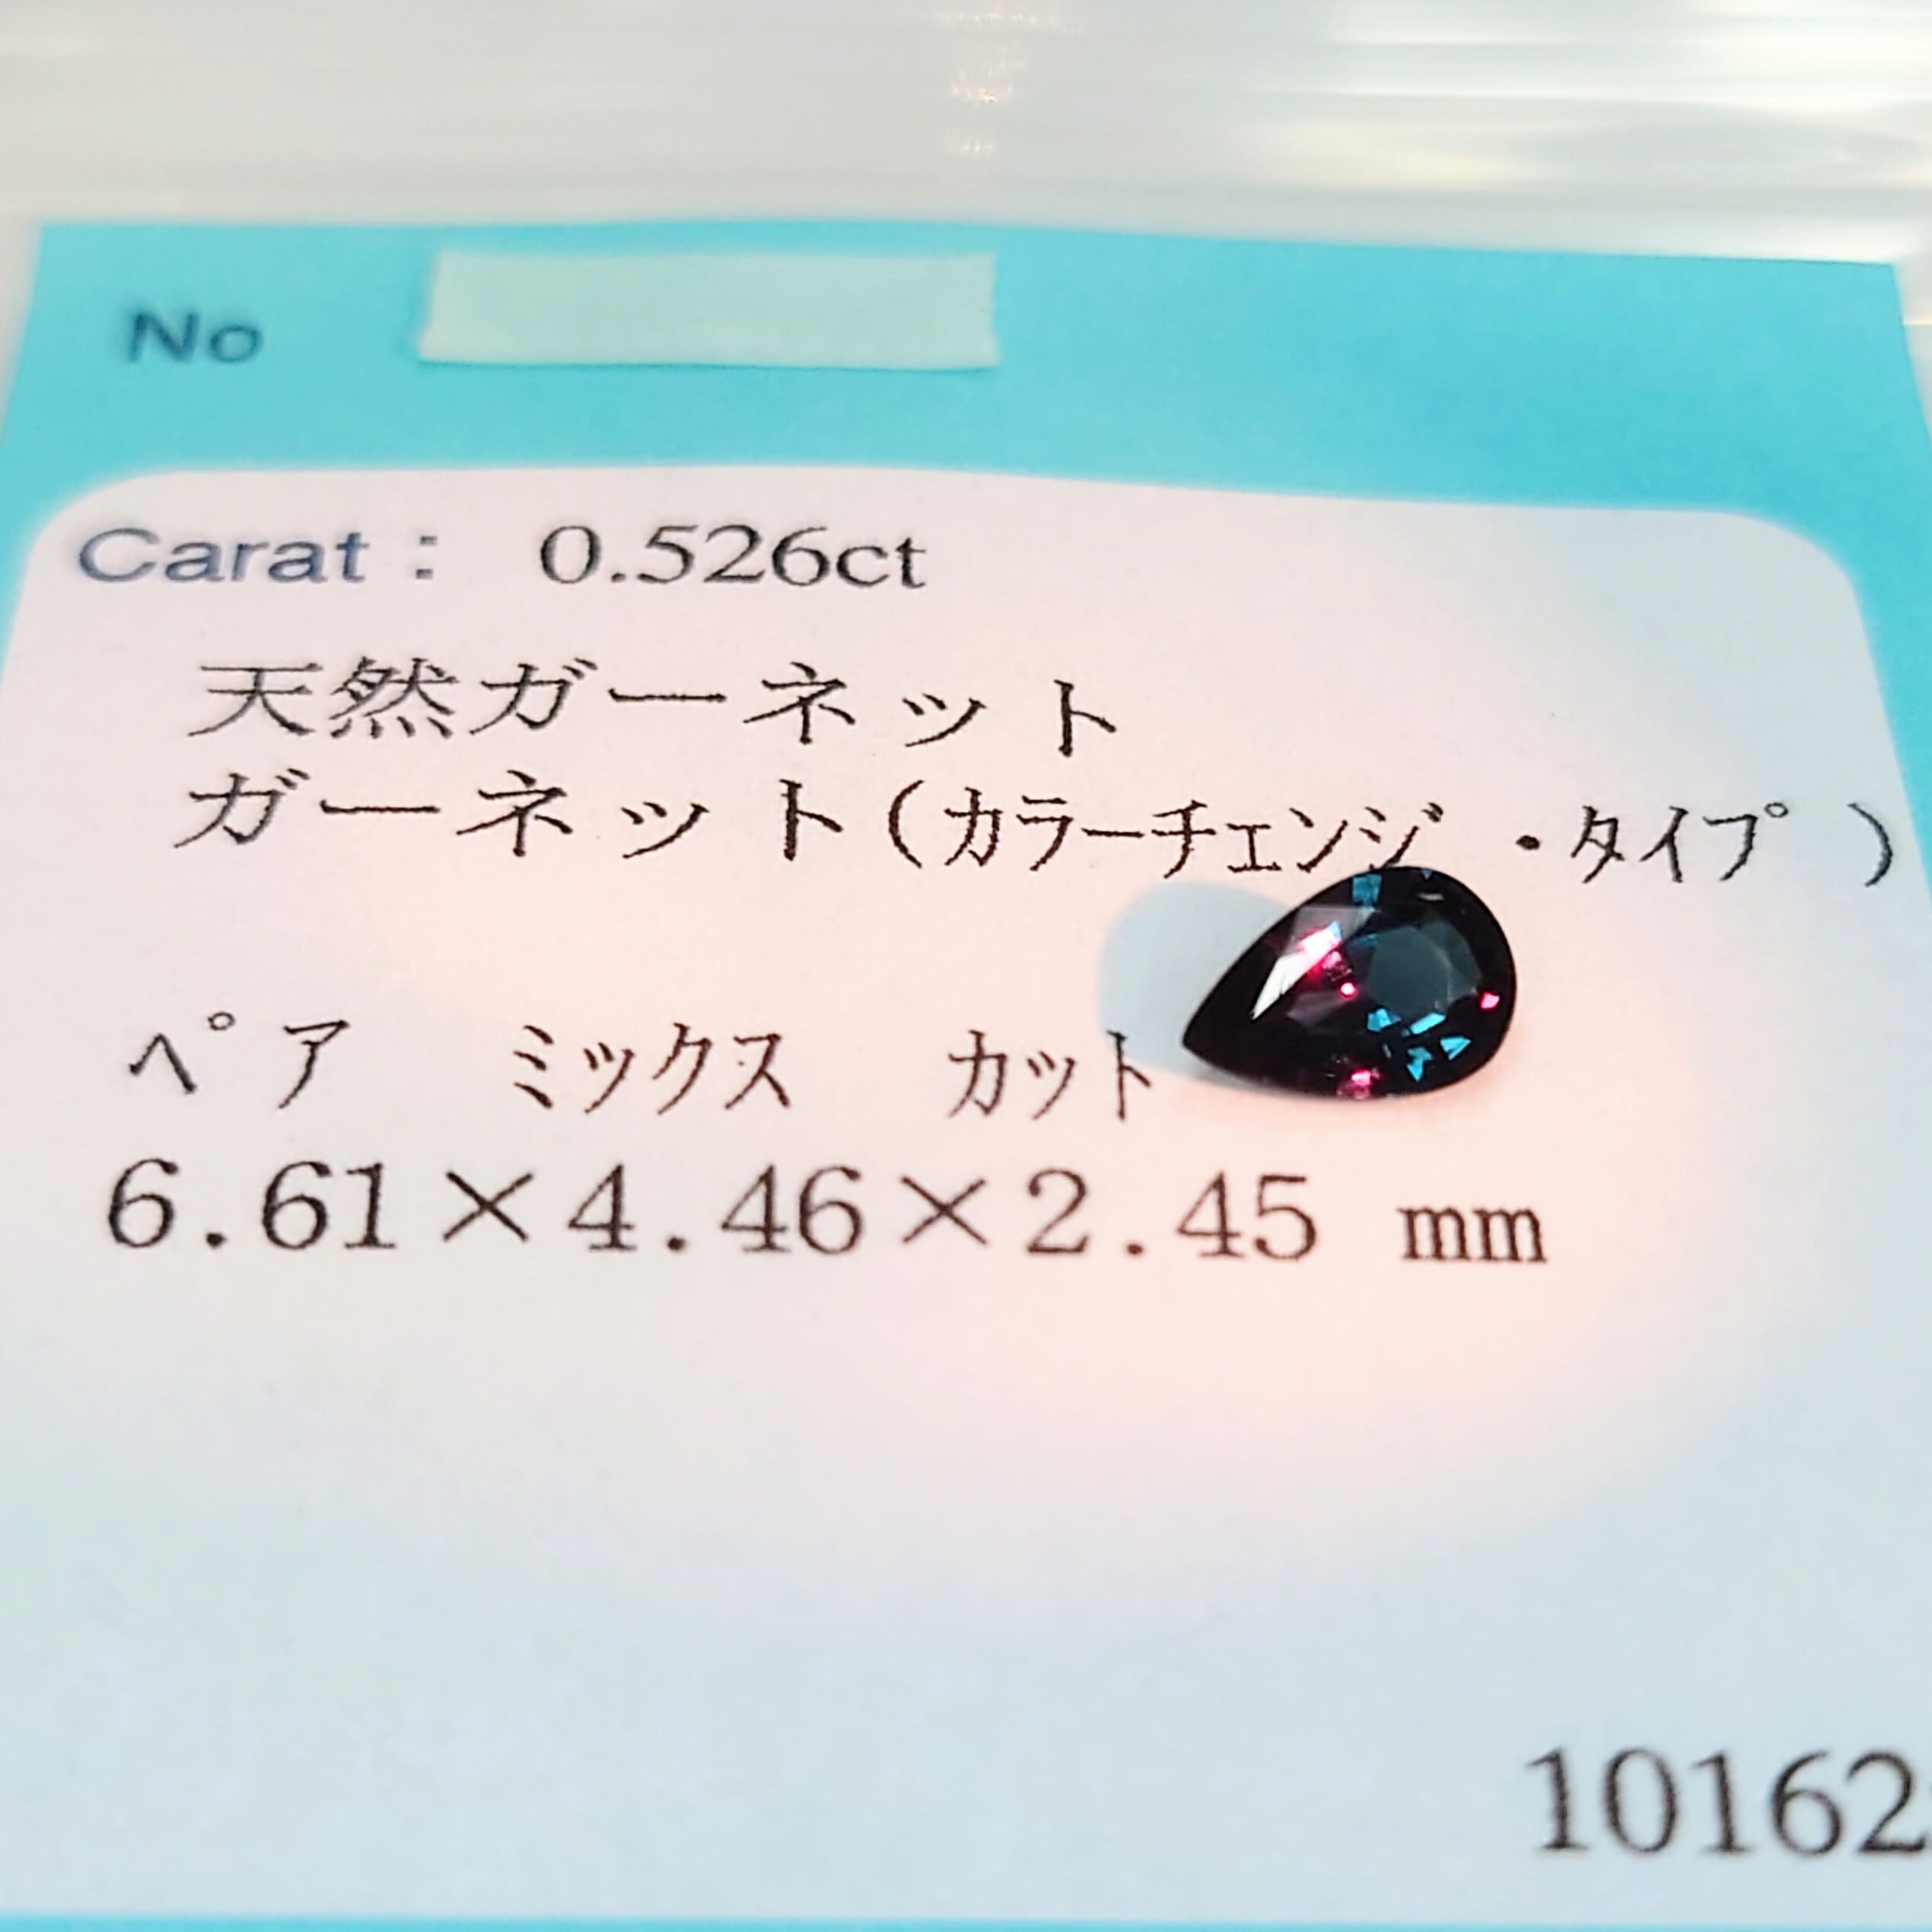 No
Carat : 0.526ct
天然ガーネット
ガーネット(カラーチェンジ・タイプ)
ペア ミックス カット
6.61×4.46×2.45 mm
10162